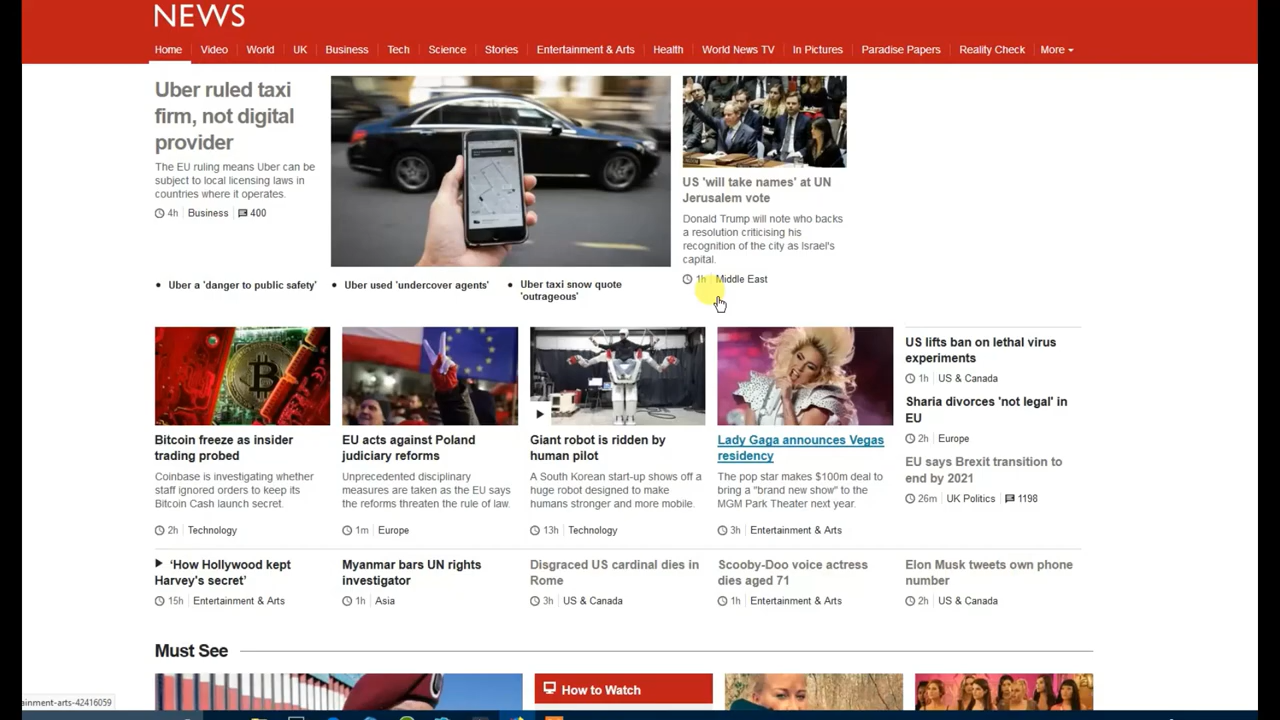 NEWS
Home Video World UK Business Tech Science Stories Entertainment & Arts Health World News TV In Pictures Paradise Papers Reality Check More
Uber ruled taxi
firm, not digital
provider
The EU ruling means Uber can be
subject to local licensing laws in
countries where it operates.
4h Business 400
US 'will take names' at UN
Jerusalem vote
Donald Trump will note who backs
a resolution criticising his
recognition of the city as Israel's
capital.
1h Middle East
Uber a 'danger to public safety'
Uber used 'undercover agents'
Uber taxi snow quote
'outrageous'
Bitcoin freeze as insider
trading probed
Coinbase is investigating whether
staff ignored orders to keep its
Bitcoin Cash launch secret.
2h Technology
EU acts against Poland
judiciary reforms
Unprecedented disciplinary
measures are taken as the EU says
the reforms threaten the rule of law.
1m Europe
Giant robot is ridden by
human pilot
A South Korean start-up shows off a
huge robot designed to make
humans stronger and more mobile.
13h Technology
Lady Gaga announces Vegas
residency
The pop star makes $100m deal to
bring a "brand new show" to the
MGM Park Theater next year.
3h Entertainment & Arts
US lifts ban on lethal virus
experiments
1h US & Canada
Sharia divorces 'not legal' in
EU
2h Europe
EU says Brexit transition to
end by 2021
26m UK Politics 1198
‘How Hollywood kept
Harvey's secret’
15h Entertainment & Arts
Myanmar bars UN rights
investigator
1h Asia
Disgraced US cardinal dies in
Rome
3h US & Canada
Scooby-Doo voice actress
dies aged 71
1h Entertainment & Arts
Elon Musk tweets own phone
number
2h US & Canada
Must See
How to Watch
ainment-arts-42416059